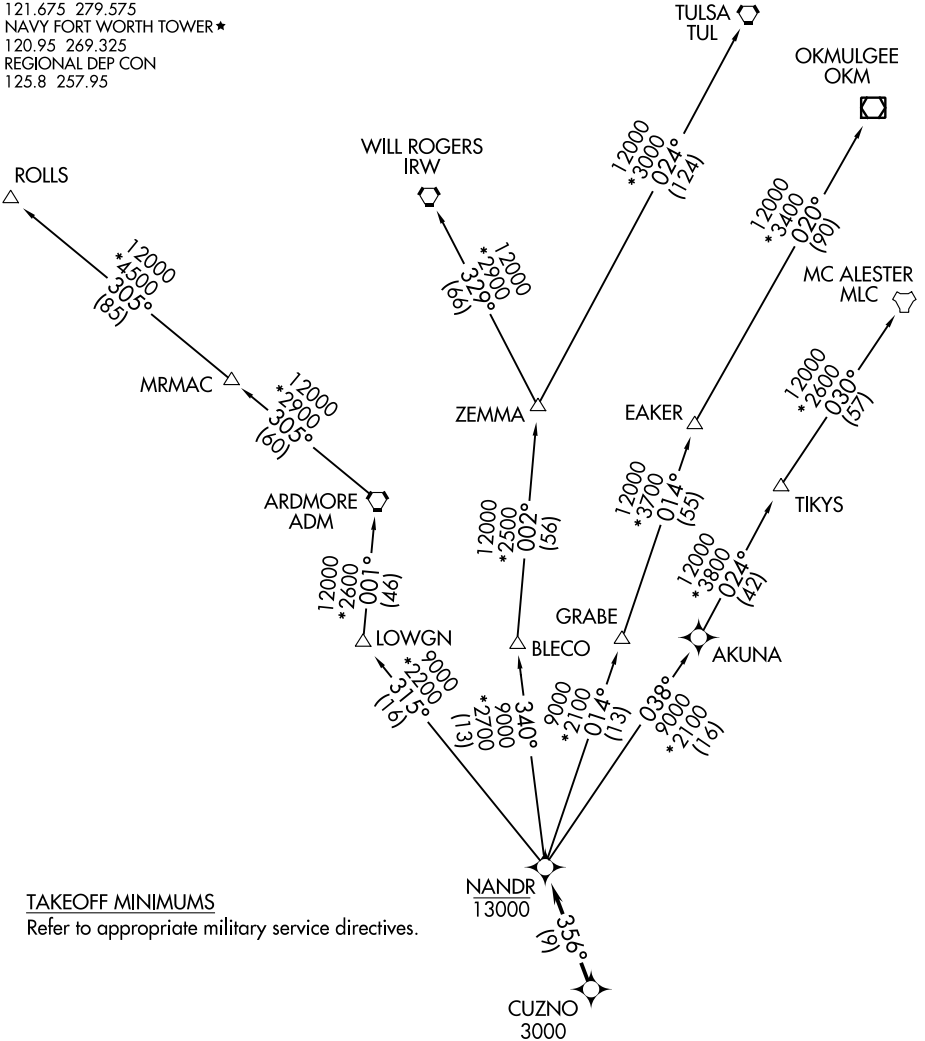 121.675 279.575
NAVY FORT WORTH TOWER★
120.95 269.325
REGIONAL DEP CON
125.8 257.95
TULSA
TUL
OKMULGEE
OKM
WILL ROGERS
IRW
12000
*3000
024°
(124)
ROLLS
12000
*3400
020°
(90)
12000
*4500
305°
(85)
12000
*2900
329°
(66)
MC ALESTER
MLC
MRMAC
12000
*2900
305°
(60)
ZEMMA
EAKER
12000
*2600
030°
(57)
ARDMORE
ADM
12000
*2500
002°
(56)
12000
*3700
014°
(55)
TIKYS
12000
*2600
001°
(46)
12000
*3800
024°
(42)
LOWGN
BLECO
GRABE
AKUNA
9000
*2200
315°
(16)
340°
9000
*2700
(13)
9000
*2100
014°
(13)
038°
9000
*2100
(16)
NANDR
13000
TAKEOFF MINIMUMS
Refer to appropriate military service directives.
356°
(9)
CUZNO
3000